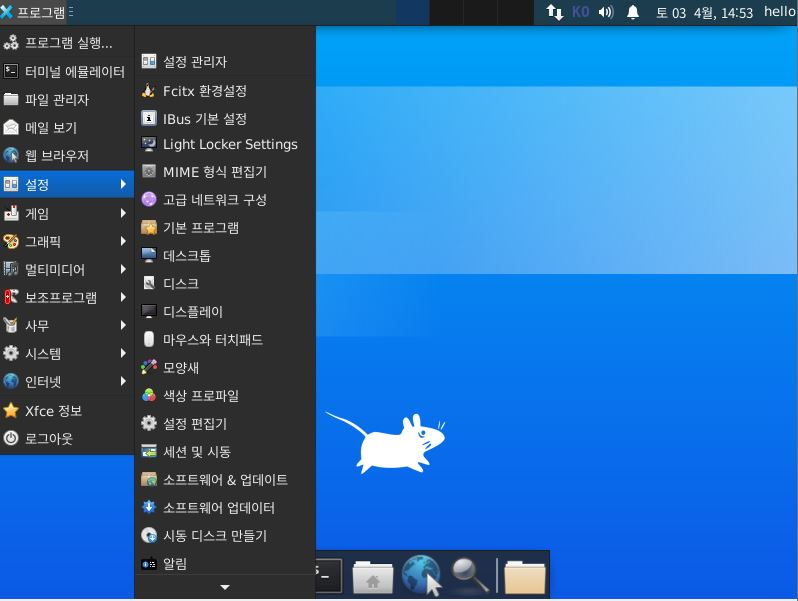 프로그램
KO
토 03 4월, 14:53
hello
프로그램 실행...
터미널 에뮬레이터
파일 관리자
메일 보기
웹 브라우저
설정
게임
그래픽
멀티미디어
보조프로그램
사무
시스템
인터넷
Xfce 정보
로그아웃
설정 관리자
Fcitx 환경설정
IBus 기본 설정
Light Locker Settings
MIME 형식 편집기
고급 네트워크 구성
기본 프로그램
데스크톱
디스크
디스플레이
마우스와 터치패드
모양새
색상 프로파일
설정 편집기
세션 및 시동
소프트웨어 & 업데이트
소프트웨어 업데이터
시동 디스크 만들기
알림